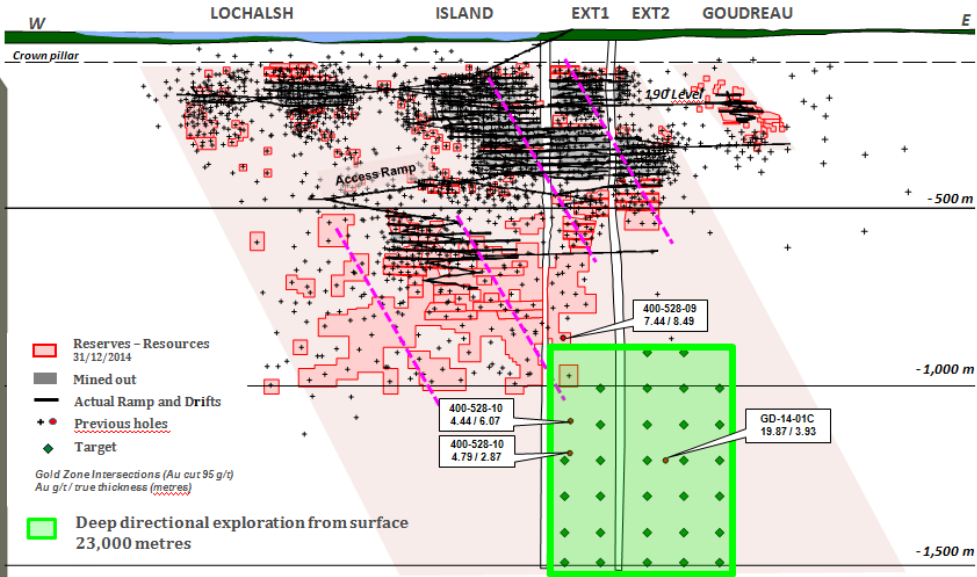 LOCHALSH ISLAND EXT1 EXT2 GOUDREAU
W E
Crown pillar
190 Level
Access Ramp
- 500 m
400-528-09
7.44 / 8.49
- 1,000 m
400-528-10
4.44 / 6.07
GD-14-01C
19.87 / 3.93
400-528-10
4.79 / 2.87
- 1,500 m
Reserves – Resources
31/12/2014
Mined out
Actual Ramp and Drifts
Previous holes
Target
Gold Zone Intersections (Au cut 95 g/t)
Au g/t / true thickness (metres)
Deep directional exploration from surface
23,000 metres